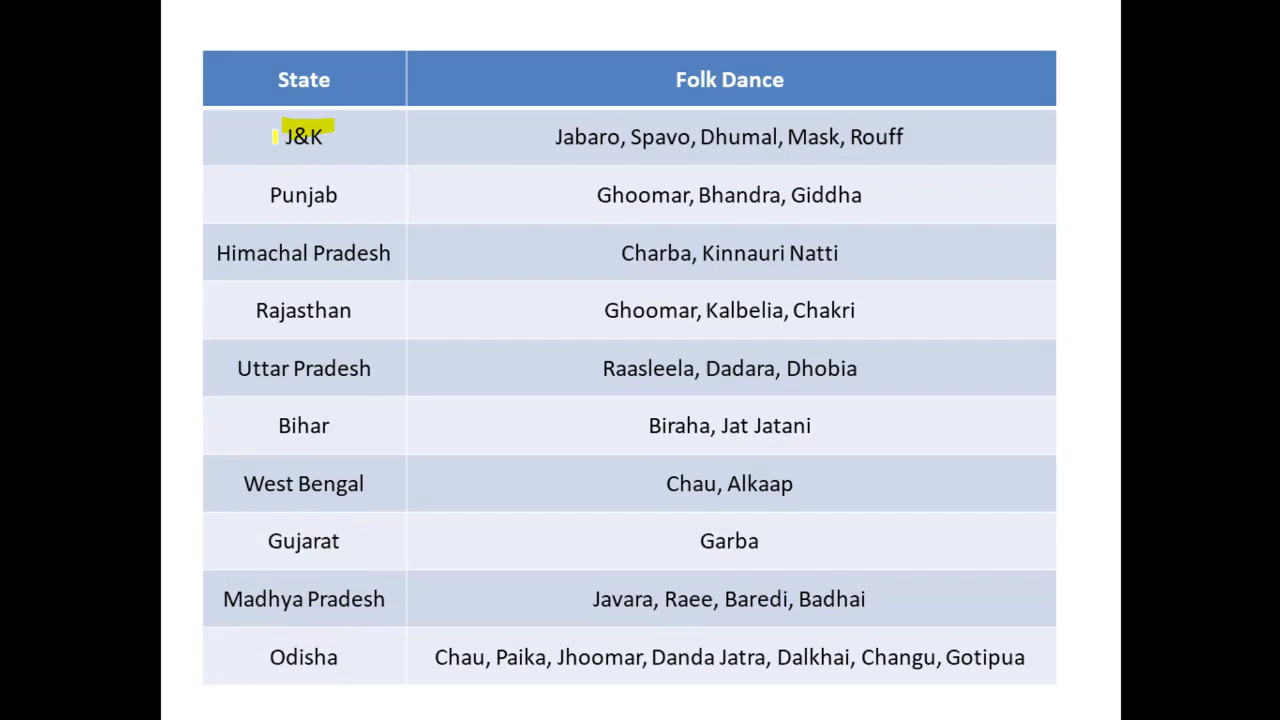 State Folk Dance
J&K Jabaro, Spavo, Dhumal, Mask, Rouff
Punjab Ghoomar, Bhandra, Giddha
Himachal Pradesh Charba, Kinnauri Natti
Rajasthan Ghoomar, Kalbelia, Chakri
Uttar Pradesh Raasleela, Dadara, Dhobia
Bihar Biraha, Jat Jatani
West Bengal Chau, Alkaap
Gujarat Garba
Madhya Pradesh Javara, Raee, Baredi, Badhai
Odisha Chau, Paika, Jhoomar, Danda Jatra, Dalkhai, Changu, Gotipua